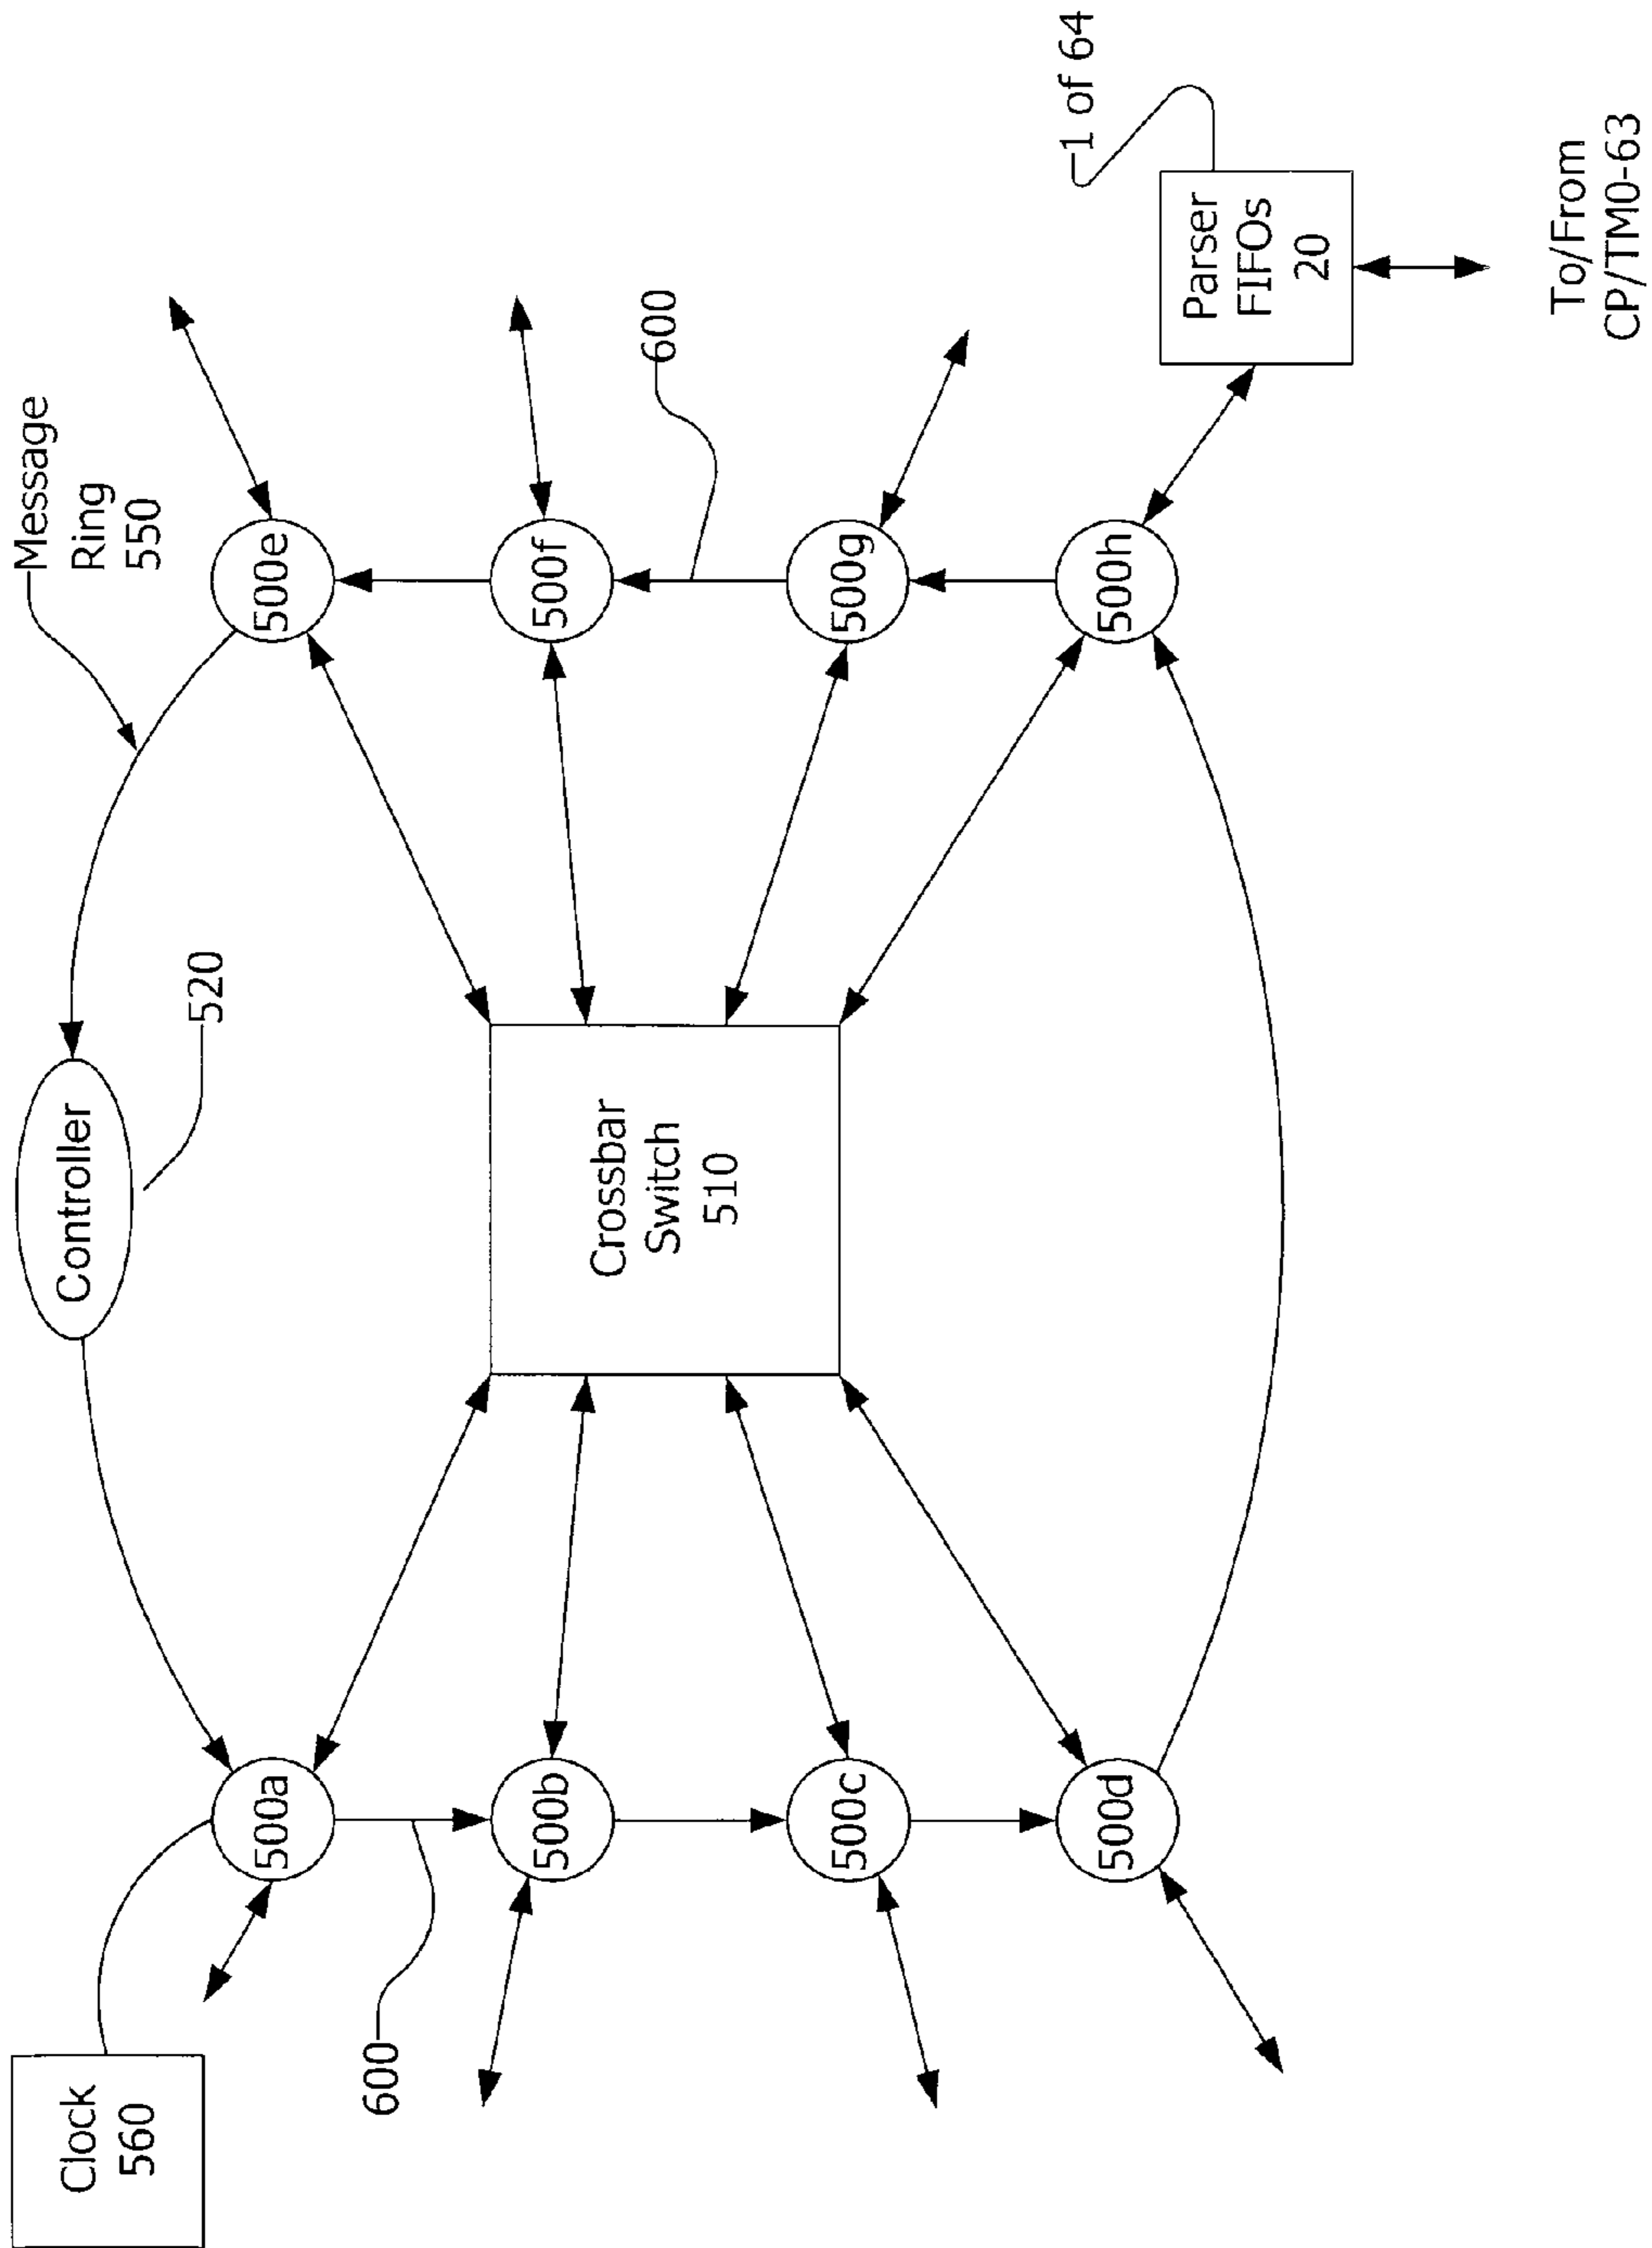 Clock
560
Controller
520
Message
Ring
550
500a
500b
500c
500d
600
Crossbar
Switch
510
500e
500f
500g
500h
600
1 of 64
Parser
FIFOs
20
To/From
CP/TM0-63